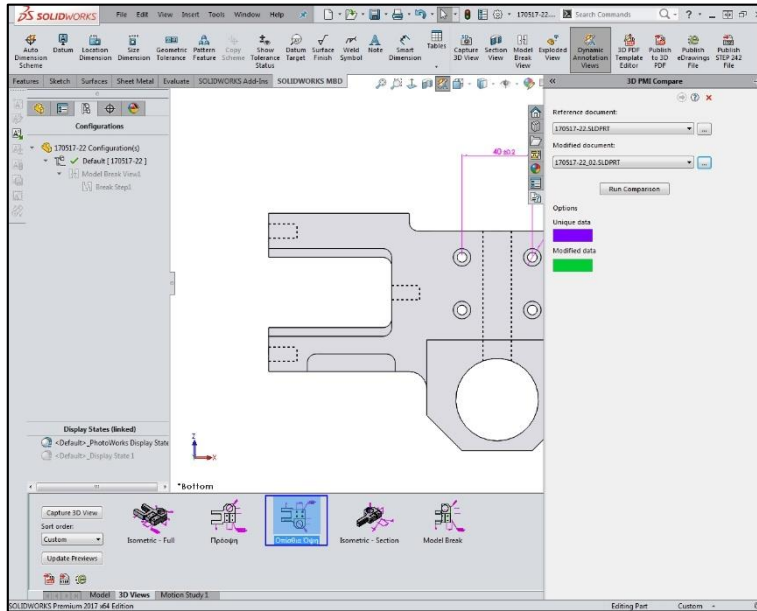 SOLIDWORKS File Edit View Insert Tools Window Help 170517-22.... Search Commands
Auto Dimension Scheme
Datum
Location Dimension
Size Dimension
Geometric Tolerance
Pattern Feature
Copy Scheme
Show Tolerance Status
Datum Target
Surface Finish
Weld Symbol
Note
Smart Dimension
Tables
Capture 3D View
Section View
Model Break View
Exploded View
Dynamic Annotation Views
3D PDF Template Editor
Publish to 3D PDF
Publish eDrawings File
Publish STEP 242 File
Features Sketch Surfaces Sheet Metal Evaluate SOLIDWORKS Add-Ins SOLIDWORKS MBD
3D PMI Compare
Configurations
170517-22 Configuration(s)
Default [ 170517-22 ]
Model Break View1
Break Step1
40 ±0.2
Reference document:
170517-22.SLDPRT
...
Modified document:
170517-22_02.SLDPRT
...
Run Comparison
Options
Unique data
Modified data
Display States (linked)
<Default>_PhotoWorks Display State
<Default>_Display State 1
Z
X
*Bottom
Capture 3D View
Sort order:
Custom
Update Previews
Isometric - Full
Πρόοψη
Οπίσθια Όψη
Isometric - Section
Model Break
Model 3D Views Motion Study 1
SOLIDWORKS Premium 2017 x64 Edition
Editing Part Custom